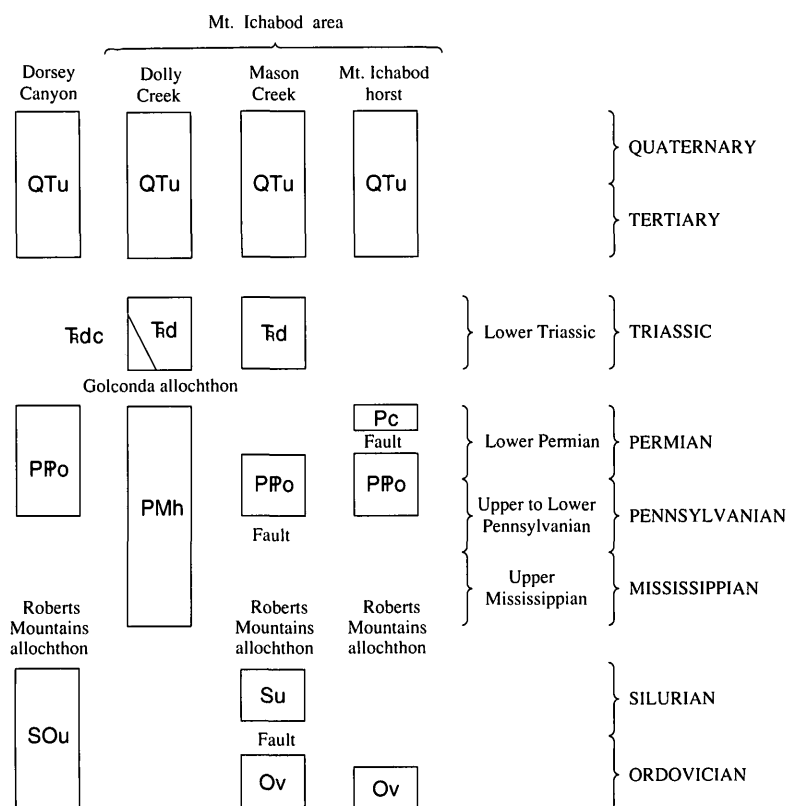 Mt. Ichabod area
Dorsey Canyon
Dolly Creek
Mason Creek
Mt. Ichabod horst
QTu
QTu
QTu
QTu
QUATERNARY
TERTIARY
Ꞧdc
Ꞧd
Ꞧd
Lower Triassic
TRIASSIC
Golconda allochthon
PIPo
PMh
Pc
Fault
PIPo
PIPo
Fault
Lower Permian
PERMIAN
Upper to Lower
Pennsylvanian
PENNSYLVANIAN
Upper
Mississippian
MISSISSIPPIAN
Roberts
Mountains
allochthon
Roberts
Mountains
allochthon
Roberts
Mountains
allochthon
SOu
Su
Fault
Ov
Ov
SILURIAN
ORDOVICIAN